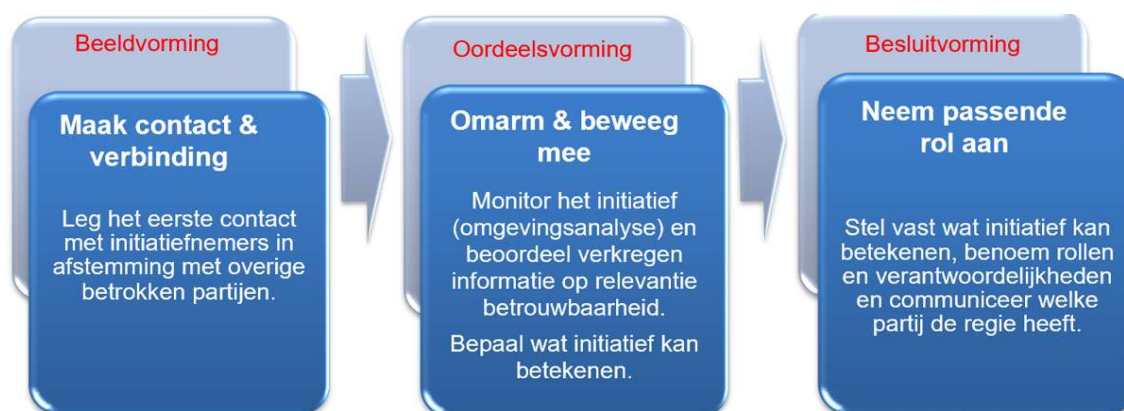 Beeldvorming
Maak contact &
verbinding
Leg het eerste contact
met initiatiefnemers in
afstemming met overige
betrokken partijen.
Oordeelsvorming
Omarm & beweeg
mee
Monitor het initiatief
(omgevingsanalyse) en
beoordeel verkregen
informatie op relevantie
betrouwbaarheid.
Bepaal wat initiatief kan
betekenen.
Besluitvorming
Neem passende
rol aan
Stel vast wat initiatief kan
betekenen, benoem rollen
en verantwoordelijkheden
en communiceer welke
partij de regie heeft.